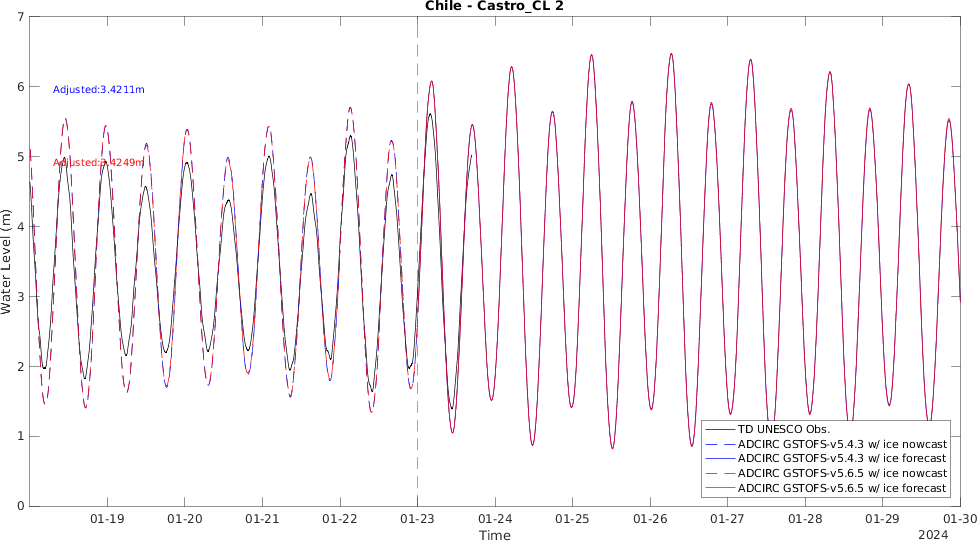 Chile - Castro_CL 2
7
6
5
4
3
2
1
0
Water Level (m)
Adjusted:3.4211m
Adjusted:3.4249m
TD UNESCO Obs.
ADCIRC GSTOFS-v5.4.3 w/ ice nowcast
ADCIRC GSTOFS-v5.4.3 w/ ice forecast
ADCIRC GSTOFS-v5.6.5 w/ ice nowcast
ADCIRC GSTOFS-v5.6.5 w/ ice forecast
01-19 01-20 01-21 01-22 01-23 01-24 01-25 01-26 01-27 01-28 01-29 01-30
Time
2024